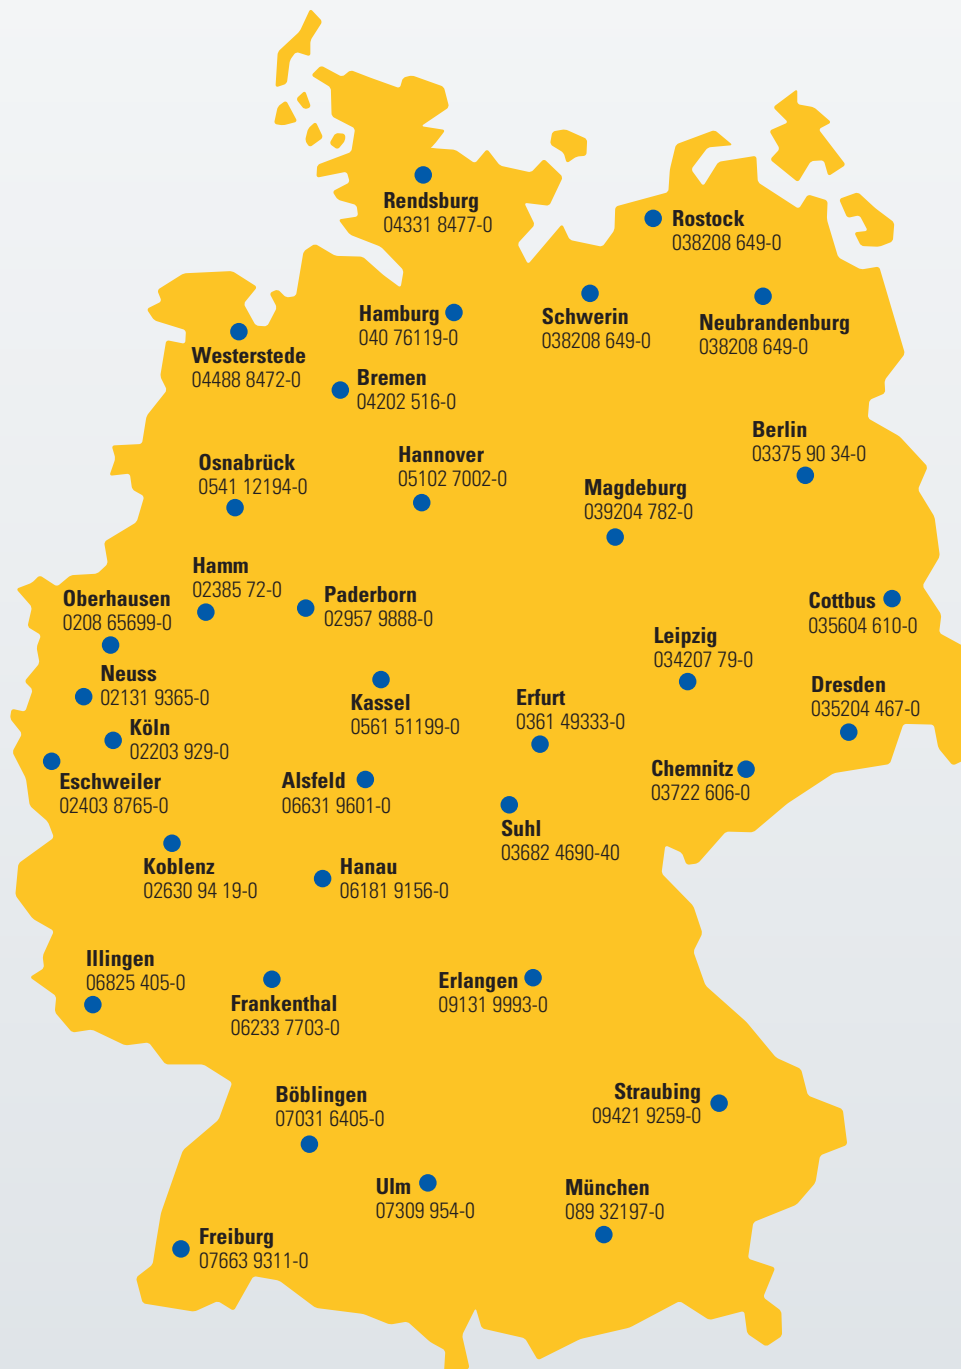 Rendsburg
04331 8477-0
Rostock
038208 649-0
Hamburg
040 76119-0
Schwerin
038208 649-0
Neubrandenburg
038208 649-0
Westerstede
04488 8472-0
Bremen
04202 516-0
Berlin
03375 90 34-0
Osnabrück
0541 12194-0
Hannover
05102 7002-0
Magdeburg
039204 782-0
Hamm
02385 72-0
Oberhausen
0208 65699-0
Paderborn
02957 9888-0
Cottbus
035604 610-0
Leipzig
034207 79-0
Neuss
02131 9365-0
Kassel
0561 51199-0
Erfurt
0361 49333-0
Dresden
035204 467-0
Köln
02203 929-0
Eschweiler
02403 8765-0
Alsfeld
06631 9601-0
Chemnitz
03722 606-0
Suhl
03682 4690-40
Koblenz
02630 94 19-0
Hanau
06181 9156-0
Illingen
06825 405-0
Frankenthal
06233 7703-0
Erlangen
09131 9993-0
Böblingen
07031 6405-0
Straubing
09421 9259-0
Ulm
07309 954-0
München
089 32197-0
Freiburg
07663 9311-0